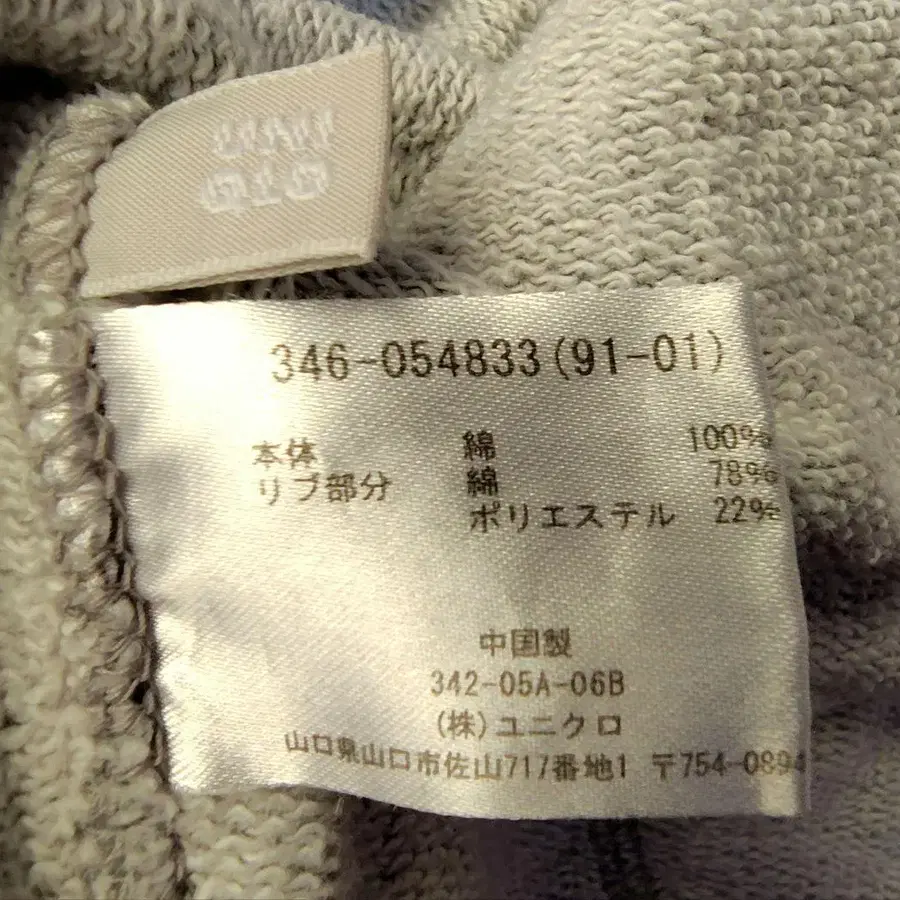 UNI
QLO
346-054833(91-01)
本体 綿 100%
リブ部分 綿 78%
ポリエステル 22%
中国製
342-05A-06B
(株)ユニクロ
山口県山口市佐山717番地1 〒754-0894